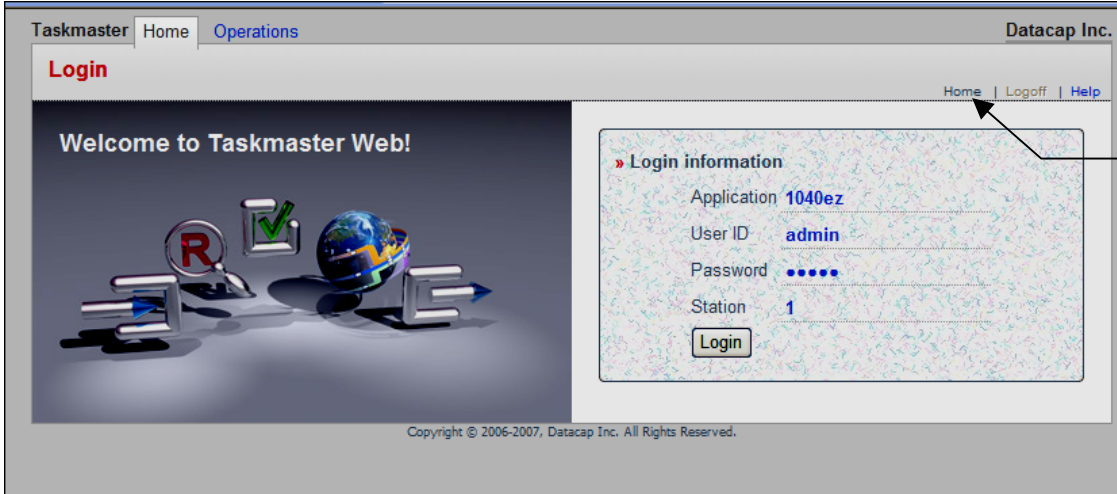 Taskmaster Home Operations Datacap Inc.
Login
Home | Logoff | Help
Welcome to Taskmaster Web!
R
» Login information
Application 1040ez
User ID admin
Password •••••
Station 1
Login
Copyright © 2006-2007, Datacap Inc. All Rights Reserved.